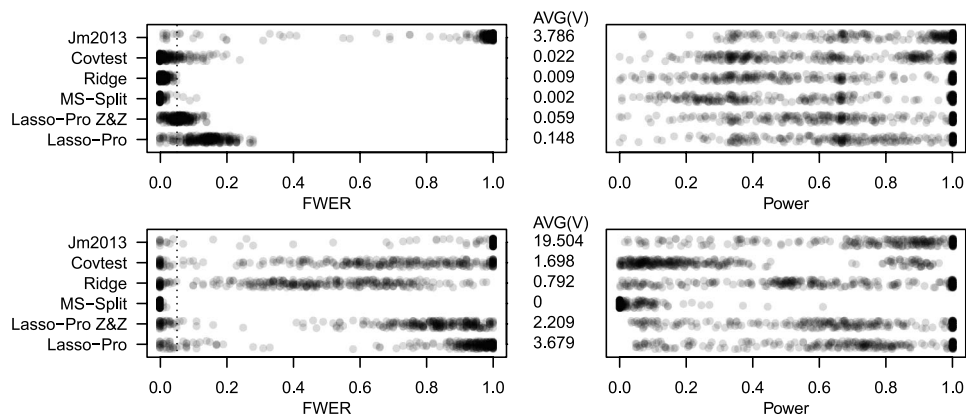 AVG(V)
Jm2013 3.786
Covtest 0.022
Ridge 0.009
MS−Split 0.002
Lasso−Pro Z&Z 0.059
Lasso−Pro 0.148
0.0 0.2 0.4 0.6 0.8 1.0 0.0 0.2 0.4 0.6 0.8 1.0
FWER Power
AVG(V)
Jm2013 19.504
Covtest 1.698
Ridge 0.792
MS−Split 0
Lasso−Pro Z&Z 2.209
Lasso−Pro 3.679
0.0 0.2 0.4 0.6 0.8 1.0 0.0 0.2 0.4 0.6 0.8 1.0
FWER Power